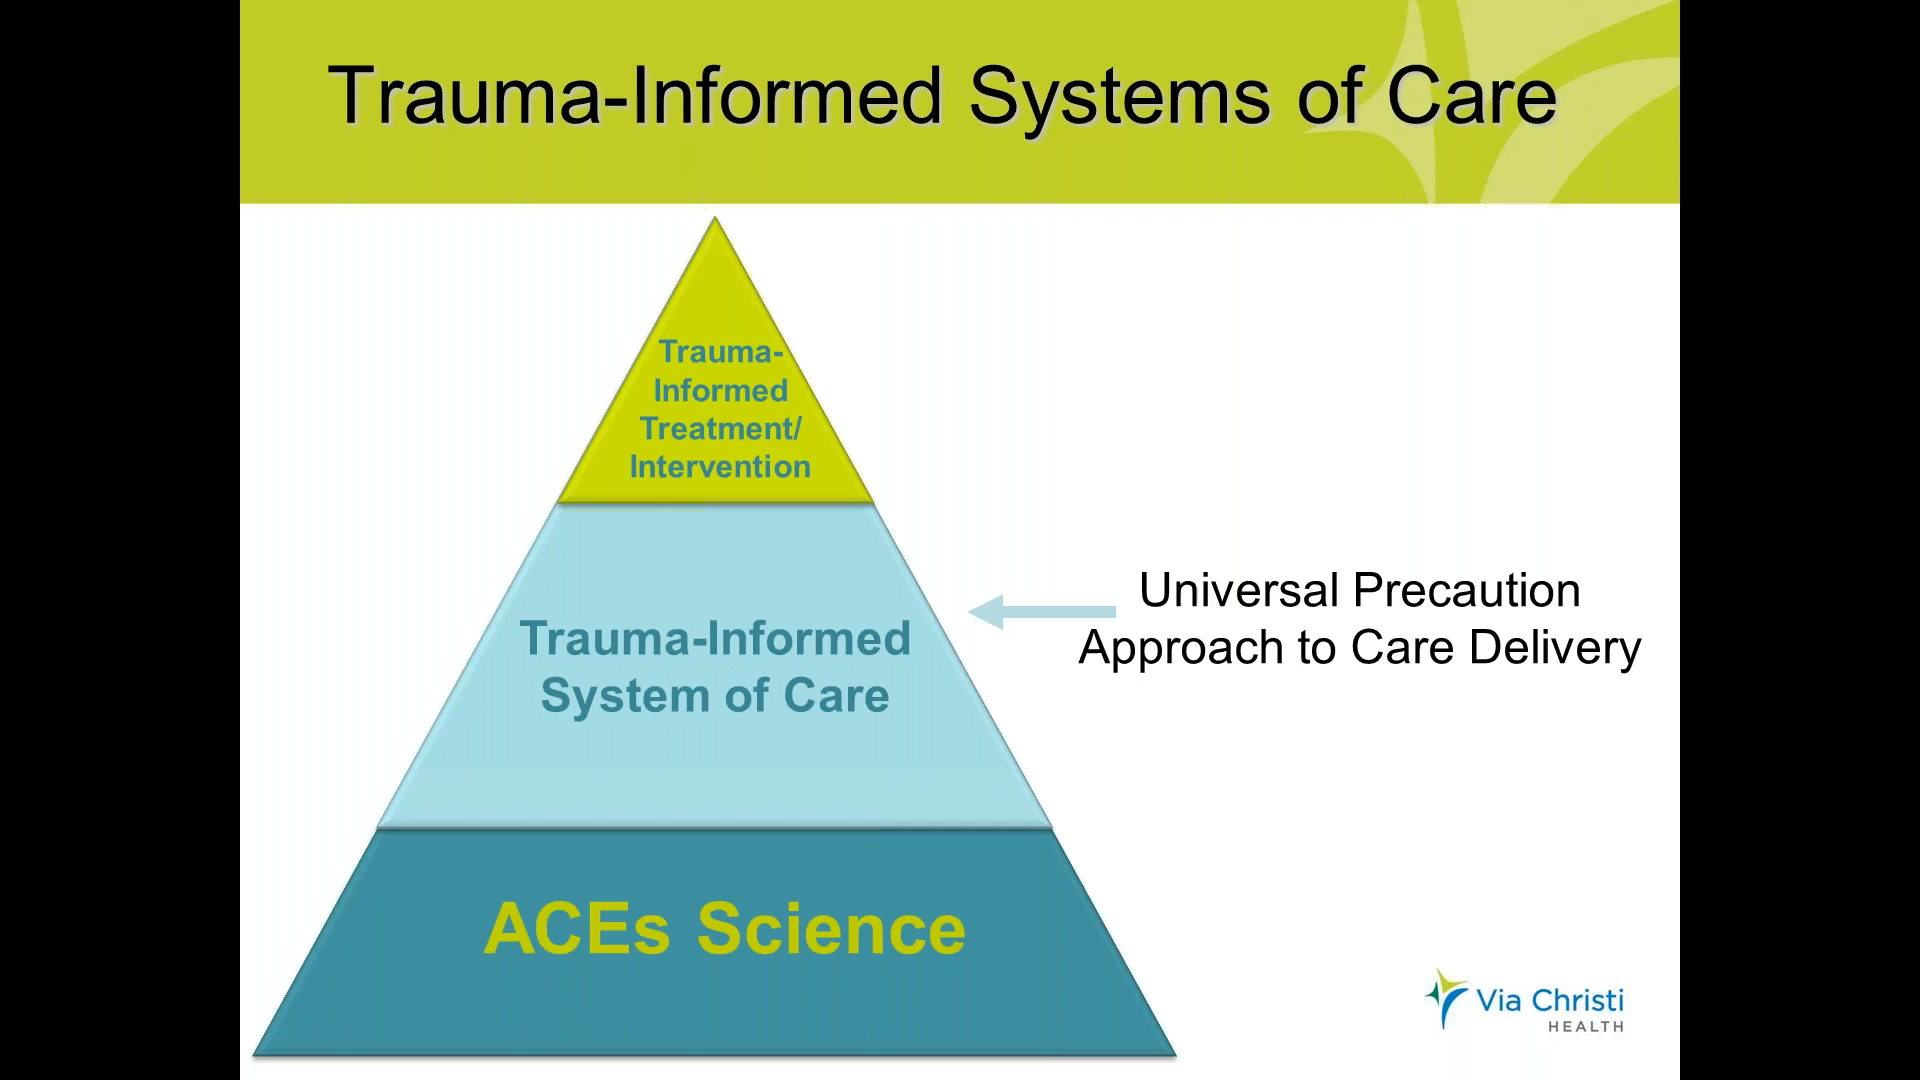 Trauma-Informed Systems of Care
Trauma-
Informed
Treatment/
Intervention
Universal Precaution
Approach to Care Delivery
Trauma-Informed
System of Care
ACEs Science
Via Christi
HEALTH